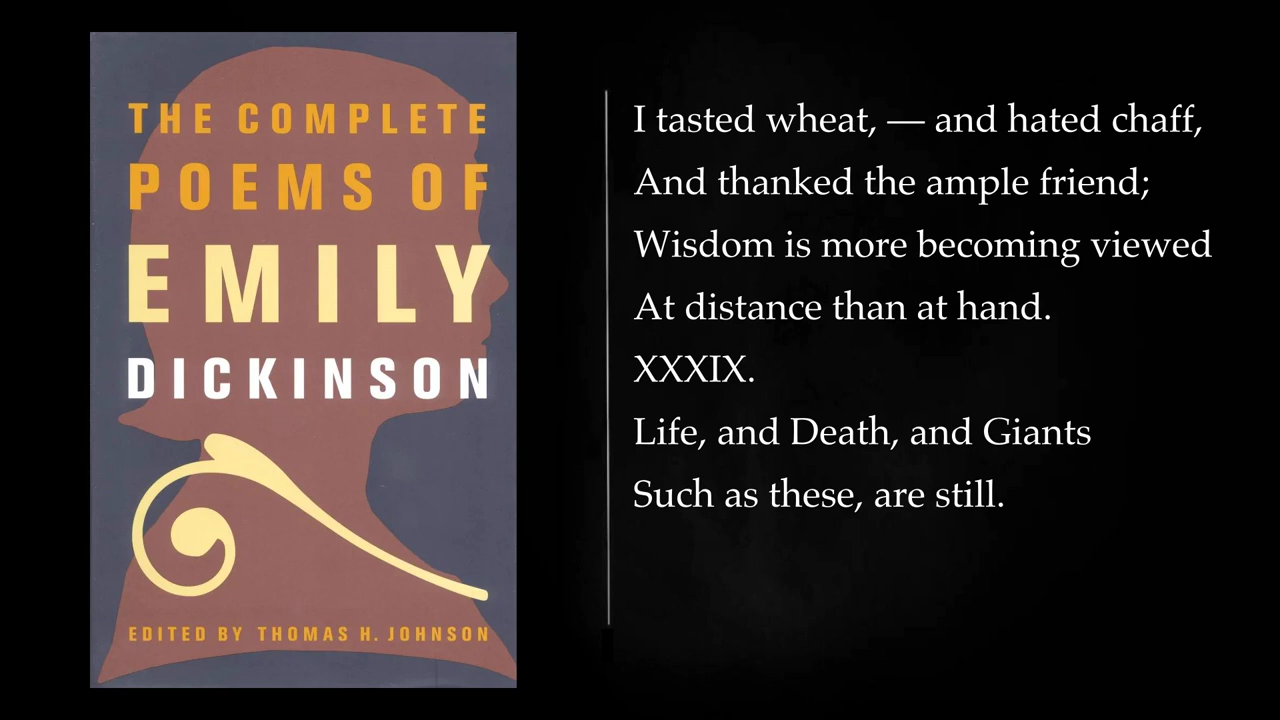 THE COMPLETE
POEMS OF
EMILY
DICKINSON
EDITED BY THOMAS H. JOHNSON
I tasted wheat, — and hated chaff,
And thanked the ample friend;
Wisdom is more becoming viewed
At distance than at hand.
XXXIX.
Life, and Death, and Giants
Such as these, are still.